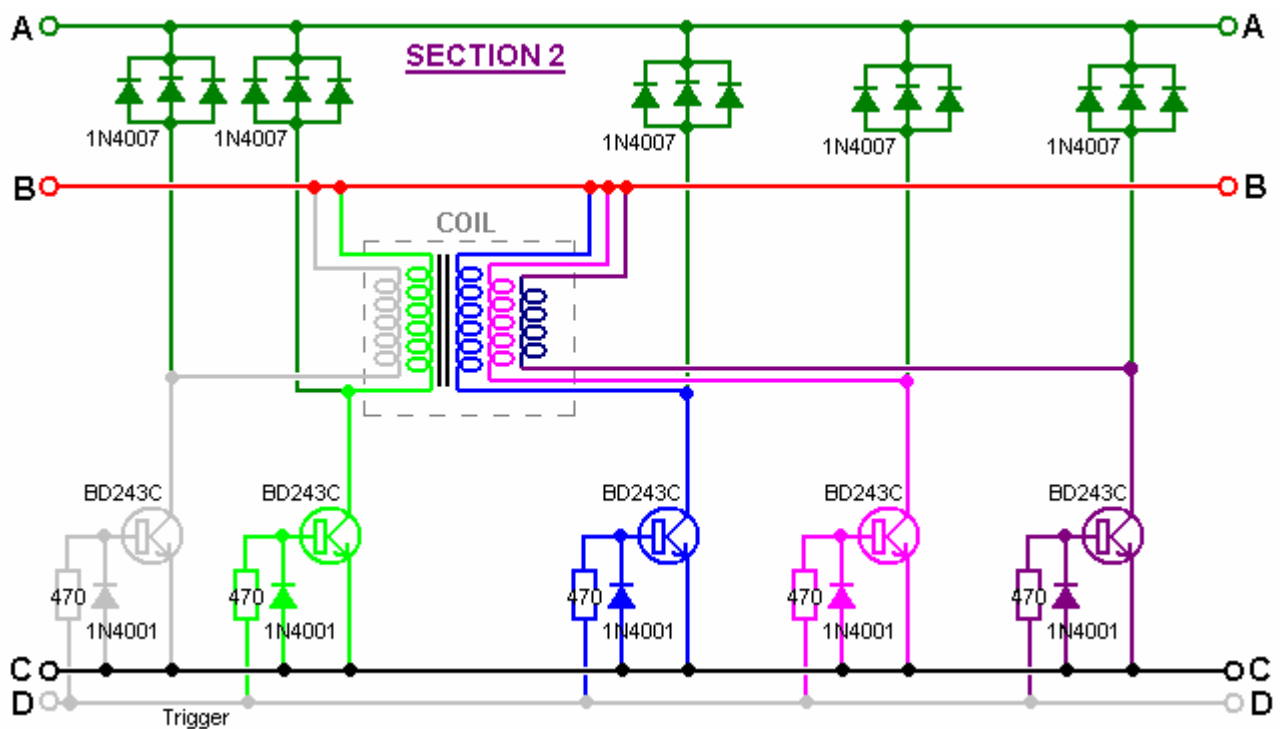 A A
SECTION 2
1N4007 1N4007 1N4007 1N4007 1N4007
B B
COIL
BD243C BD243C BD243C BD243C BD243C
470 470 470 470 470
1N4001 1N4001 1N4001 1N4001 1N4001
C C
D D
Trigger